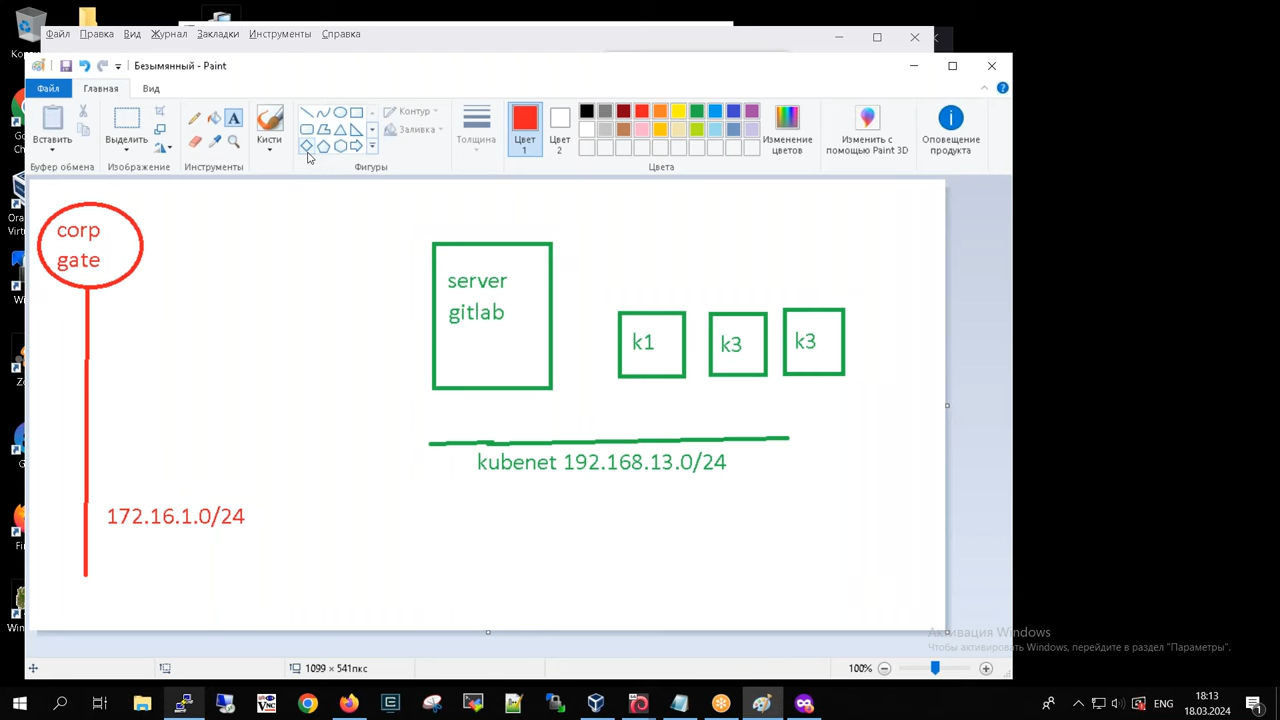 Ко
Файл Правка Вид Журнал Закладки Инструменты Справка
Безымянный - Paint
Файл Главная Вид
Вставить
Выделить
Кисти
Контур
Заливка
Толщина
Цвет 1
Цвет 2
Изменение цветов
Изменить с помощью Paint 3D
Оповещение продукта
Буфер обмена Изображение Инструменты Фигуры Цвета
Ora
Virtu
corp
gate
server
gitlab
k1
k3
k3
kubenet 192.168.13.0/24
172.16.1.0/24
Активация Windows
Чтобы активировать Windows, перейдите в раздел "Параметры".
1099 × 541пкс
100%
ENG
18:13
18.03.2024